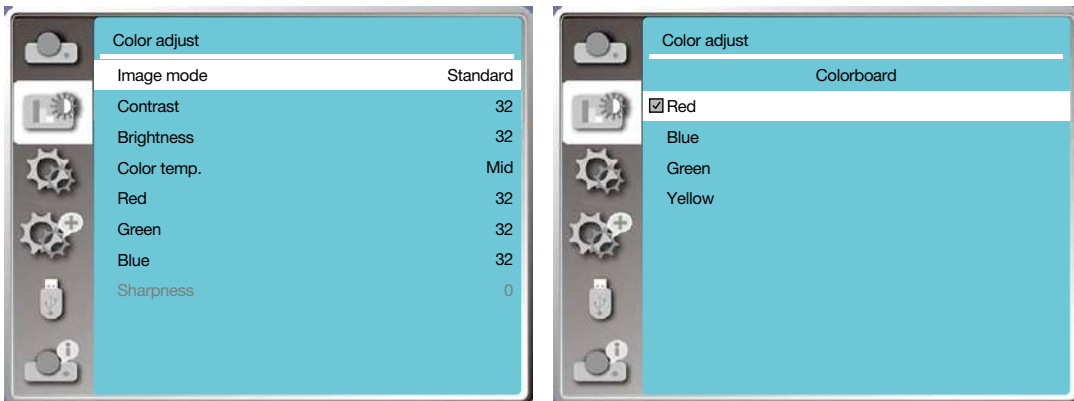 Color adjust
Image mode Standard
Contrast 32
Brightness 32
Color temp. Mid
Red 32
Green 32
Blue 32
Sharpness 0
Color adjust
Colorboard
Red
Blue
Green
Yellow